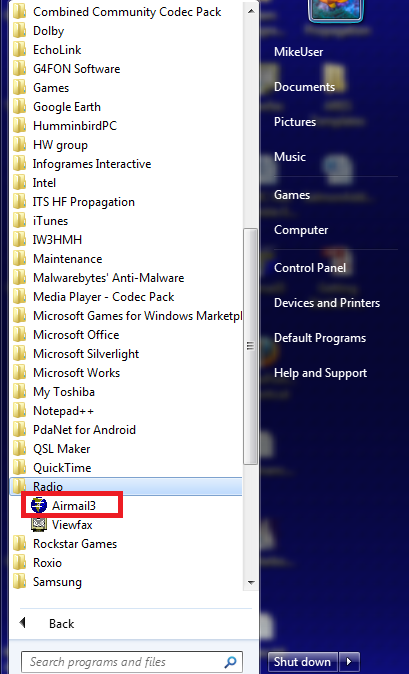 Combined Community Codec Pack
Dolby
EchoLink
G4FON Software
Games
Google Earth
HumminbirdPC
HW group
Infogrames Interactive
Intel
ITS HF Propagation
iTunes
IW3HMH
Maintenance
Malwarebytes' Anti-Malware
Media Player - Codec Pack
Microsoft Games for Windows Marketpl
Microsoft Office
Microsoft Silverlight
Microsoft Works
My Toshiba
Notepad++
PdaNet for Android
QSL Maker
QuickTime
Radio
Airmail3
Viewfax
Rockstar Games
Roxio
Samsung
Back
Search programs and files
MikeUser
Documents
Pictures
Music
Games
Computer
Control Panel
Devices and Printers
Default Programs
Help and Support
Shut down